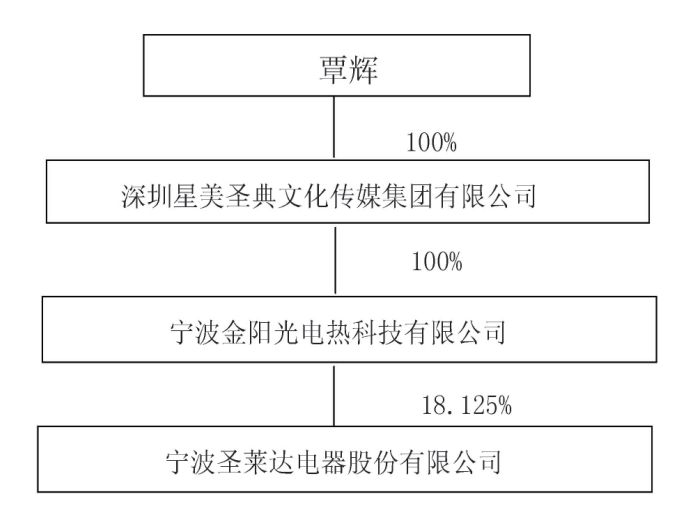 覃辉
100%
深圳星美圣典文化传媒集团有限公司
100%
宁波金阳光电热科技有限公司
18.125%
宁波圣莱达电器股份有限公司